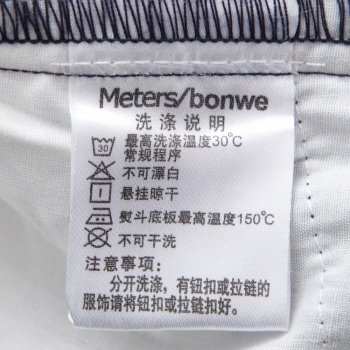 Meters/bonwe
洗涤说明
30 最高洗涤温度30℃
常规程序
不可漂白
悬挂晾干
熨斗底板最高温度150℃
不可干洗
注意事项：
分开洗涤，有钮扣或拉链的
服饰请将钮扣或拉链扣好。